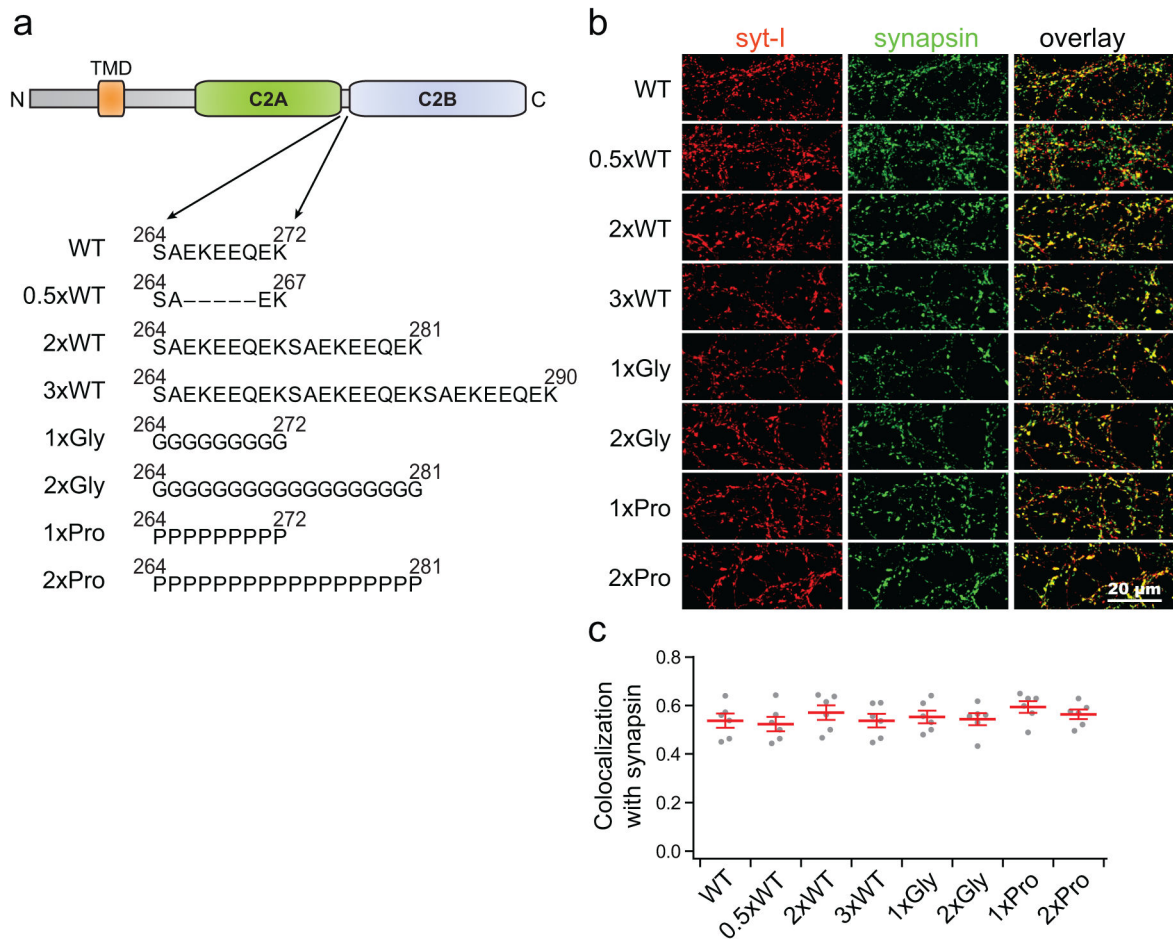 a
TMD
N
C2A
C2B
C
264 272
WT SAEKEEQEK
264 267
0.5xWT SA–––––EK
264 281
2xWT SAEKEEQEKSAEKEEQEK
264 290
3xWT SAEKEEQEKSAEKEEQEKSAEKEEQEK
264 272
1xGly GGGGGGGGG
264 281
2xGly GGGGGGGGGGGGGGGGGG
264 272
1xPro PPPPPPPPP
264 281
2xPro PPPPPPPPPPPPPPPPPP
b
syt-I synapsin overlay
WT
0.5xWT
2xWT
3xWT
1xGly
2xGly
1xPro
2xPro
20 µm
c
Colocalization
with synapsin
0.8
0.6
0.4
0.2
0.0
WT 0.5xWT 2xWT 3xWT 1xGly 2xGly 1xPro 2xPro